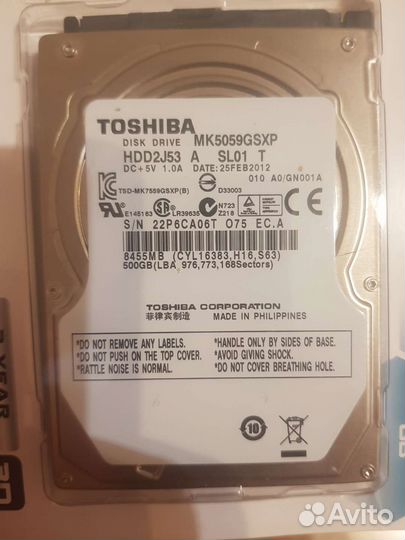 TOSHIBA
DISK DRIVE MK5059GSXP
HDD2J53 A SL01 T
DC+5V 1.0A DATE:25FEB2012
010 A0/GN001A
TSD-MK7559GSXP(B) D33003
E145163 LR39635 N723
Z218
S/N 22P6CA06T O75 EC.A
8455MB (CYL16383,H16,S63)
500GB(LBA 976,773,168Sectors)
TOSHIBA CORPORATION
菲律宾制造 MADE IN PHILIPPINES
*DO NOT REMOVE ANY LABELS. *HANDLE ONLY BY SIDES OF BASE.
*DO NOT PUSH ON THE TOP COVER. *AVOID GIVING SHOCK.
*RATTLE NOISE IS NORMAL. *DO NOT COVER BREATHING HOLE.
10
YEAR
Avito